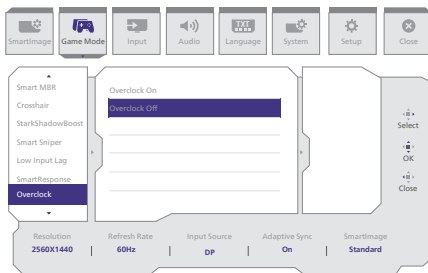 SmartImage
Game Mode
Input
Audio
TXT
Language
System
Setup
Close
Smart MBR
Crosshair
StarkShadowBoost
Smart Sniper
Low Input Lag
SmartResponse
Overclock
Overclock On
Overclock Off
Select
OK
Close
Resolution
Refresh Rate
Input Source
Adaptive Sync
SmartImage
2560X1440
60Hz
DP
On
Standard